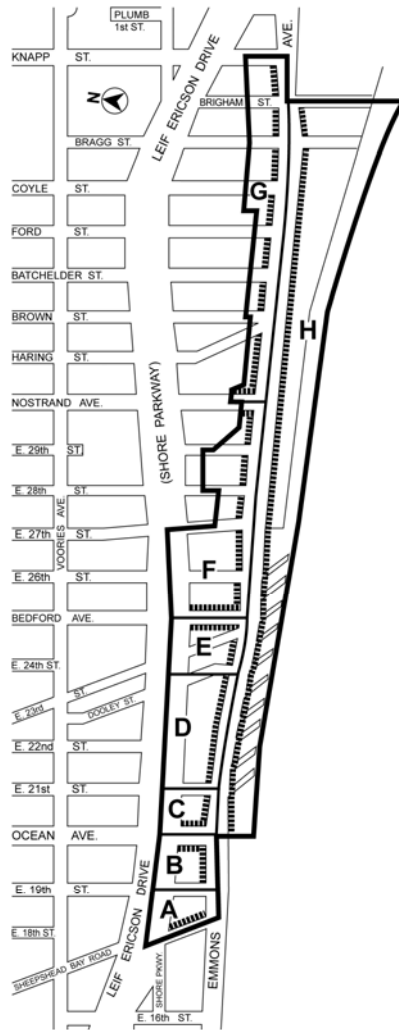 PLUMB
1st ST.
KNAPP ST.
AVE.
N
LEIF ERICSON DRIVE
BRIGHAM ST.
BRAGG ST.
G
COYLE ST.
FORD ST.
BATCHELDER ST.
BROWN ST.
H
HARING ST.
NOSTRAND AVE.
(SHORE PARKWAY)
E. 29th ST.
E. 28th ST.
VOORIES AVE.
E. 27th ST.
F
E. 26th ST.
BEDFORD AVE.
E
E. 24th ST.
E. 23rd ST.
DOOLEY ST.
D
E. 22nd ST.
E. 21st ST.
C
OCEAN AVE.
B
E. 19th ST.
A
LEIF ERICSON DRIVE
E. 18th ST.
EMMONS
SHEEPSHEAD BAY ROAD
SHORE PKWY.
E. 16th ST.